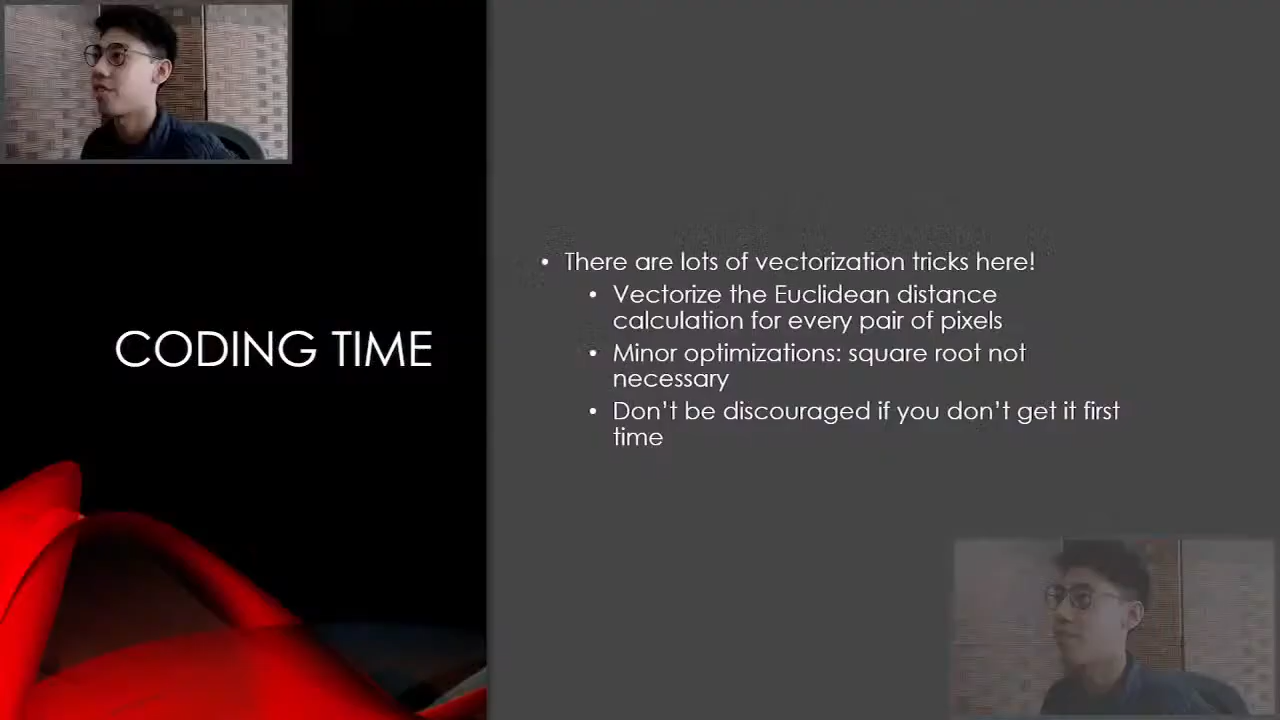 CODING TIME
• There are lots of vectorization tricks here!
• Vectorize the Euclidean distance
calculation for every pair of pixels
• Minor optimizations: square root not
necessary
• Don't be discouraged if you don't get it first
time